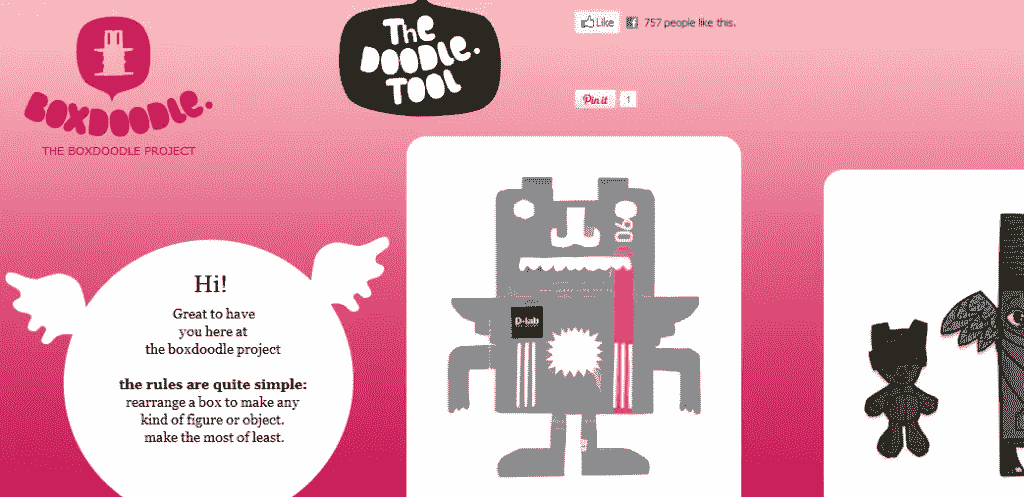 BOXDOODLE.
THE BOXDOODLE PROJECT
The
DOODLE.
TOOL
Like
757 people like this.
Pin it
1
Hi!
Great to have
you here at
the boxdoodle project
the rules are quite simple:
rearrange a box to make any
kind of figure or object.
make the most of least.
90
D-lab